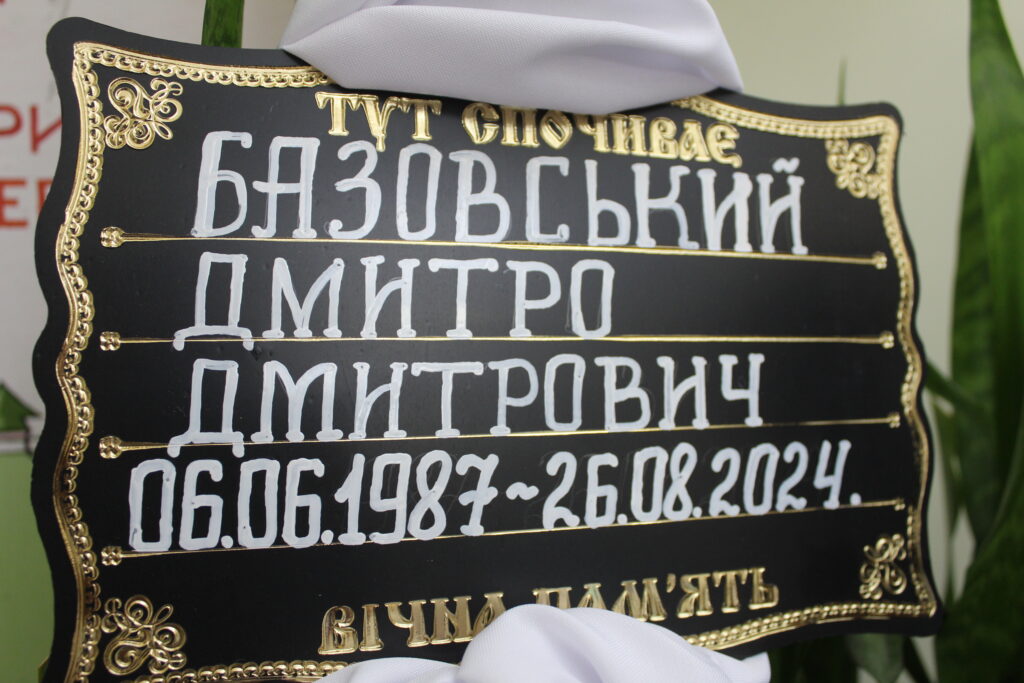 ТУТ СПОЧИВАЄ
БАЗОВСЬКИЙ
ДМИТРО
ДМИТРОВИЧ
06.06.1987~26.08.2024.
ВІЧНА ПАМ'ЯТЬ